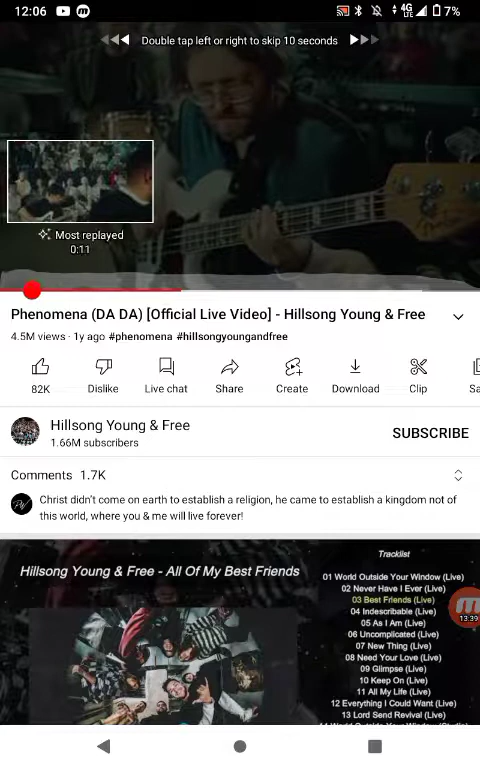 12:06
4G
LTE
7%
Double tap left or right to skip 10 seconds
Most replayed
0:11
Phenomena (DA DA) [Official Live Video] - Hillsong Young & Free
4.5M views · 1y ago #phenomena #hillsongyoungandfree
82K
Dislike
Live chat
Share
Create
Download
Clip
Sa
Hillsong Young & Free
1.66M subscribers
SUBSCRIBE
Comments 1.7K
Christ didn't come on earth to establish a religion, he came to establish a kingdom not of
this world, where you & me will live forever!
Hillsong Young & Free - All Of My Best Friends
Tracklist
01 World Outside Your Window (Live)
02 Never Have I Ever (Live)
03 Best Friends (Live)
04 Indescribable (Live)
05 As I Am (Live)
06 Uncomplicated (Live)
07 New Thing (Live)
08 Need Your Love (Live)
09 Glimpse (Live)
10 Keep On (Live)
11 All My Life (Live)
12 Everything I Could Want (Live)
13 Lord Send Revival (Live)
13:39